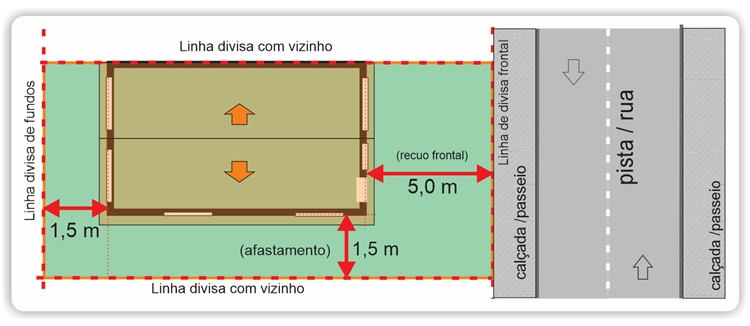 Linha divisa com vizinho
Linha divisa de fundos
1,5 m
(recuo frontal)
5,0 m
(afastamento)
1,5 m
Linha divisa com vizinho
Linha de divisa frontal
calçada /passeio
pista / rua
calçada /passeio